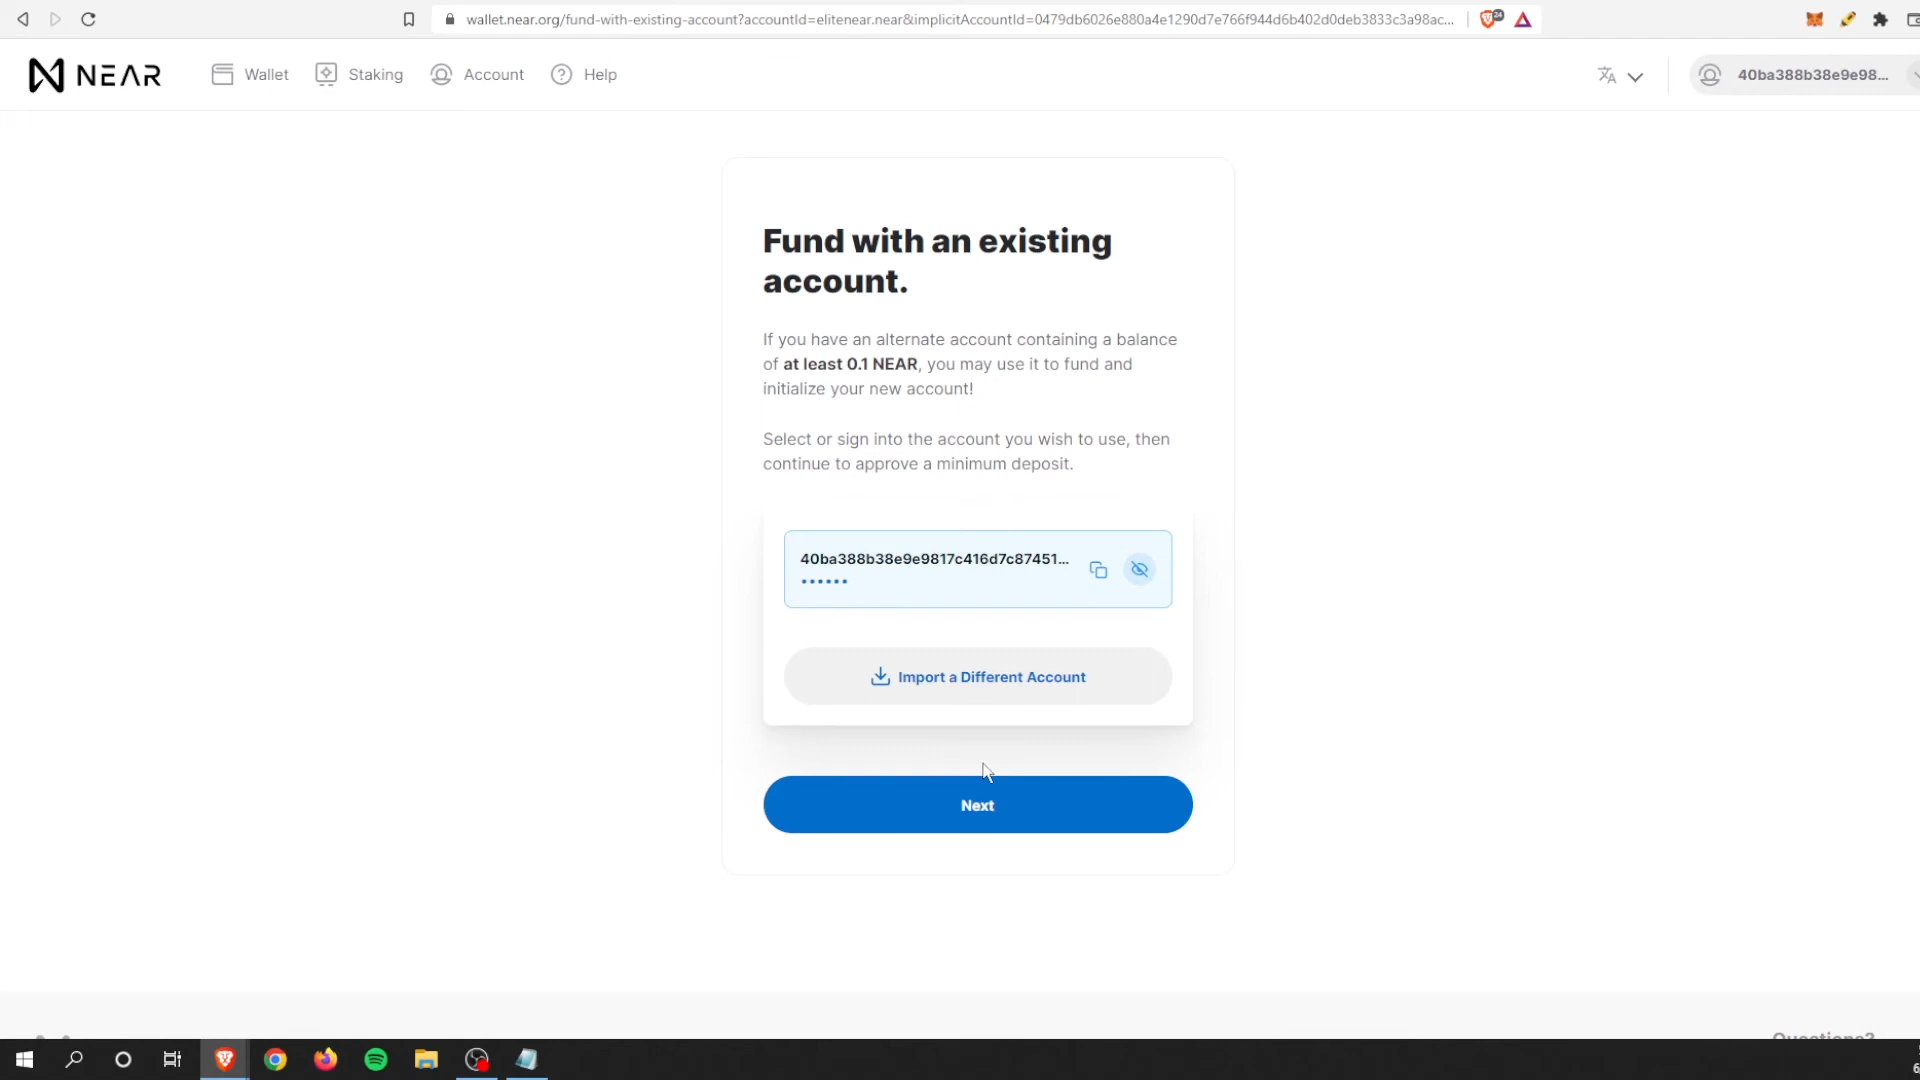 wallet.near.org/fund-with-existing-account?accountId=elitenear.near&implicitAccountId=0479db6026e880a4e1290d7e766f944d6b402d0deb3833c3a98ac...
24
NEAR
Wallet
Staking
Account
Help
40ba388b38e9e98...
Fund with an existing
account.
If you have an alternate account containing a balance
of at least 0.1 NEAR, you may use it to fund and
initialize your new account!
Select or sign into the account you wish to use, then
continue to approve a minimum deposit.
40ba388b38e9e9817c416d7c87451...
••••••
Import a Different Account
Next
Questions?